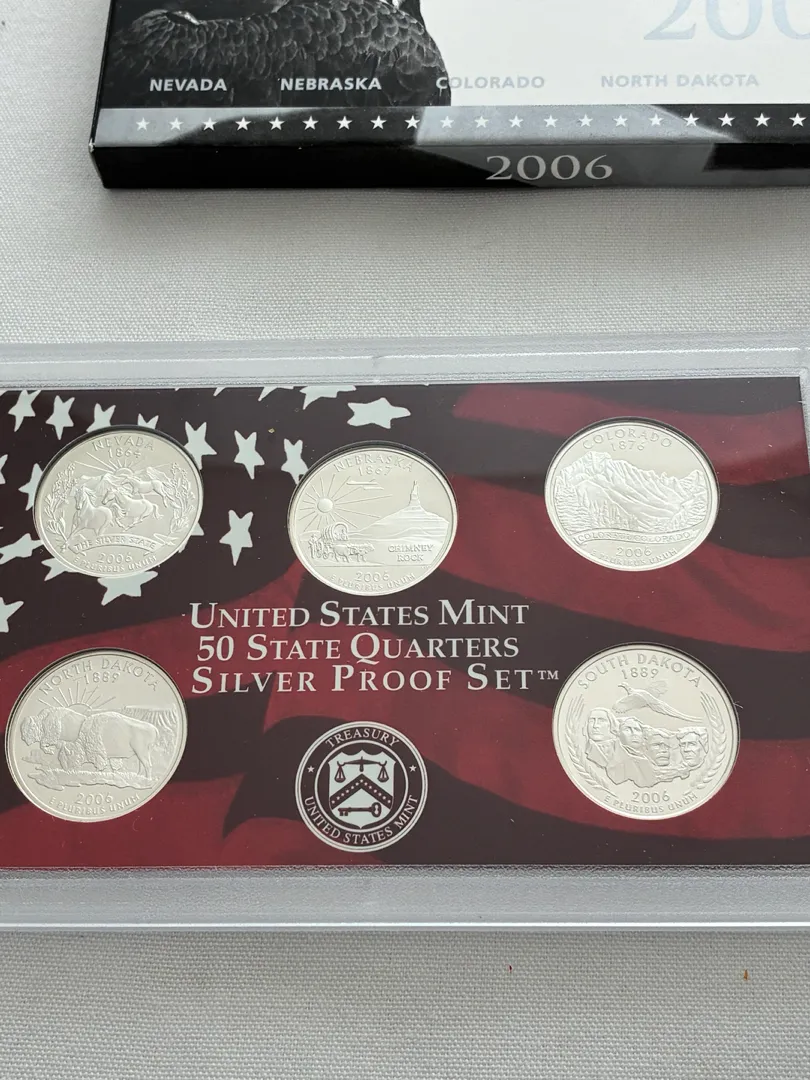 200
NEVADA NEBRASKA COLORADO NORTH DAKOTA
2006
NEVADA
1864
THE SILVER STATE
2006
E PLURIBUS UNUM
NEBRASKA
1867
CHIMNEY
ROCK
2006
E PLURIBUS UNUM
COLORADO
1876
COLORFUL COLORADO
2006
E PLURIBUS UNUM
UNITED STATES MINT
50 STATE QUARTERS
SILVER PROOF SET™
NORTH DAKOTA
1889
2006
E PLURIBUS UNUM
TREASURY
UNITED STATES MINT
SOUTH DAKOTA
1889
2006
E PLURIBUS UNUM